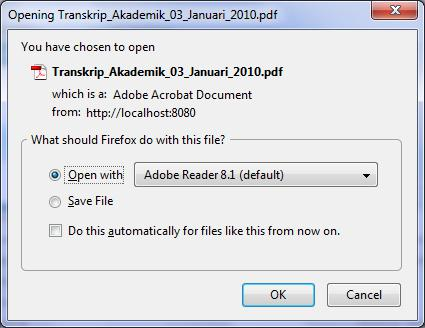 Opening Transkrip_Akademik_03_Januari_2010.pdf
You have chosen to open
Transkrip_Akademik_03_Januari_2010.pdf
which is a: Adobe Acrobat Document
from: http://localhost:8080
What should Firefox do with this file?
Open with Adobe Reader 8.1 (default)
Save File
Do this automatically for files like this from now on.
OK Cancel